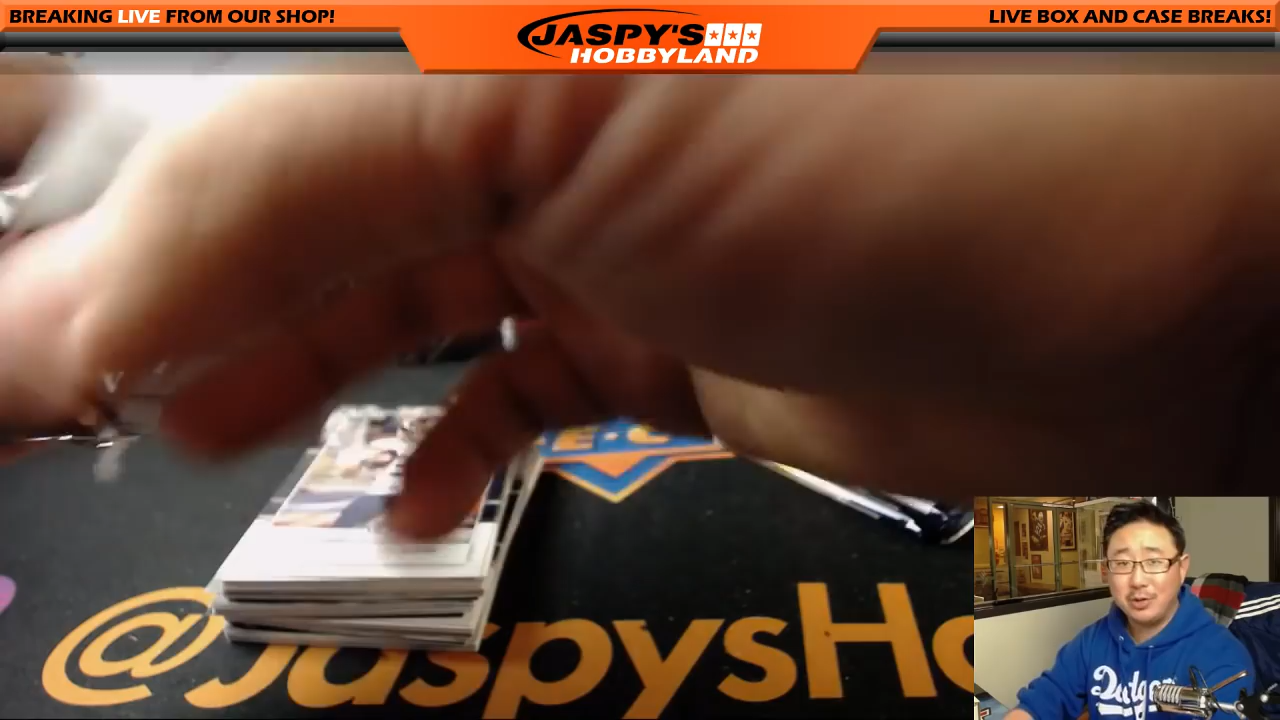 BREAKING LIVE FROM OUR SHOP!
JASPY'S
HOBBYLAND
LIVE BOX AND CASE BREAKS!
@JaspysHo
Dodgers